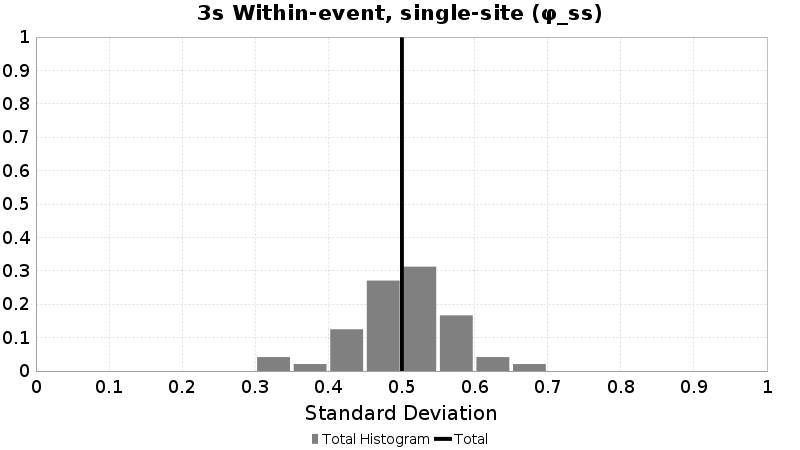 3s Within-event, single-site (φ_ss)
1
0.9
0.8
0.7
0.6
0.5
0.4
0.3
0.2
0.1
0
0 0.1 0.2 0.3 0.4 0.5 0.6 0.7 0.8 0.9 1
Standard Deviation
Total Histogram Total